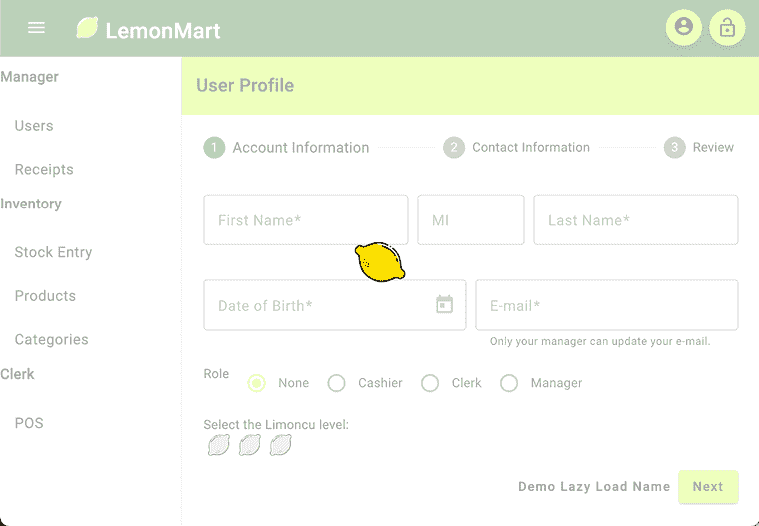 LemonMart
Manager
Users
Receipts
Inventory
Stock Entry
Products
Categories
Clerk
POS
User Profile
1 Account Information 2 Contact Information 3 Review
First Name* MI Last Name*
Date of Birth* E-mail*
Only your manager can update your e-mail.
Role None Cashier Clerk Manager
Select the Limoncu level:
Demo Lazy Load Name Next